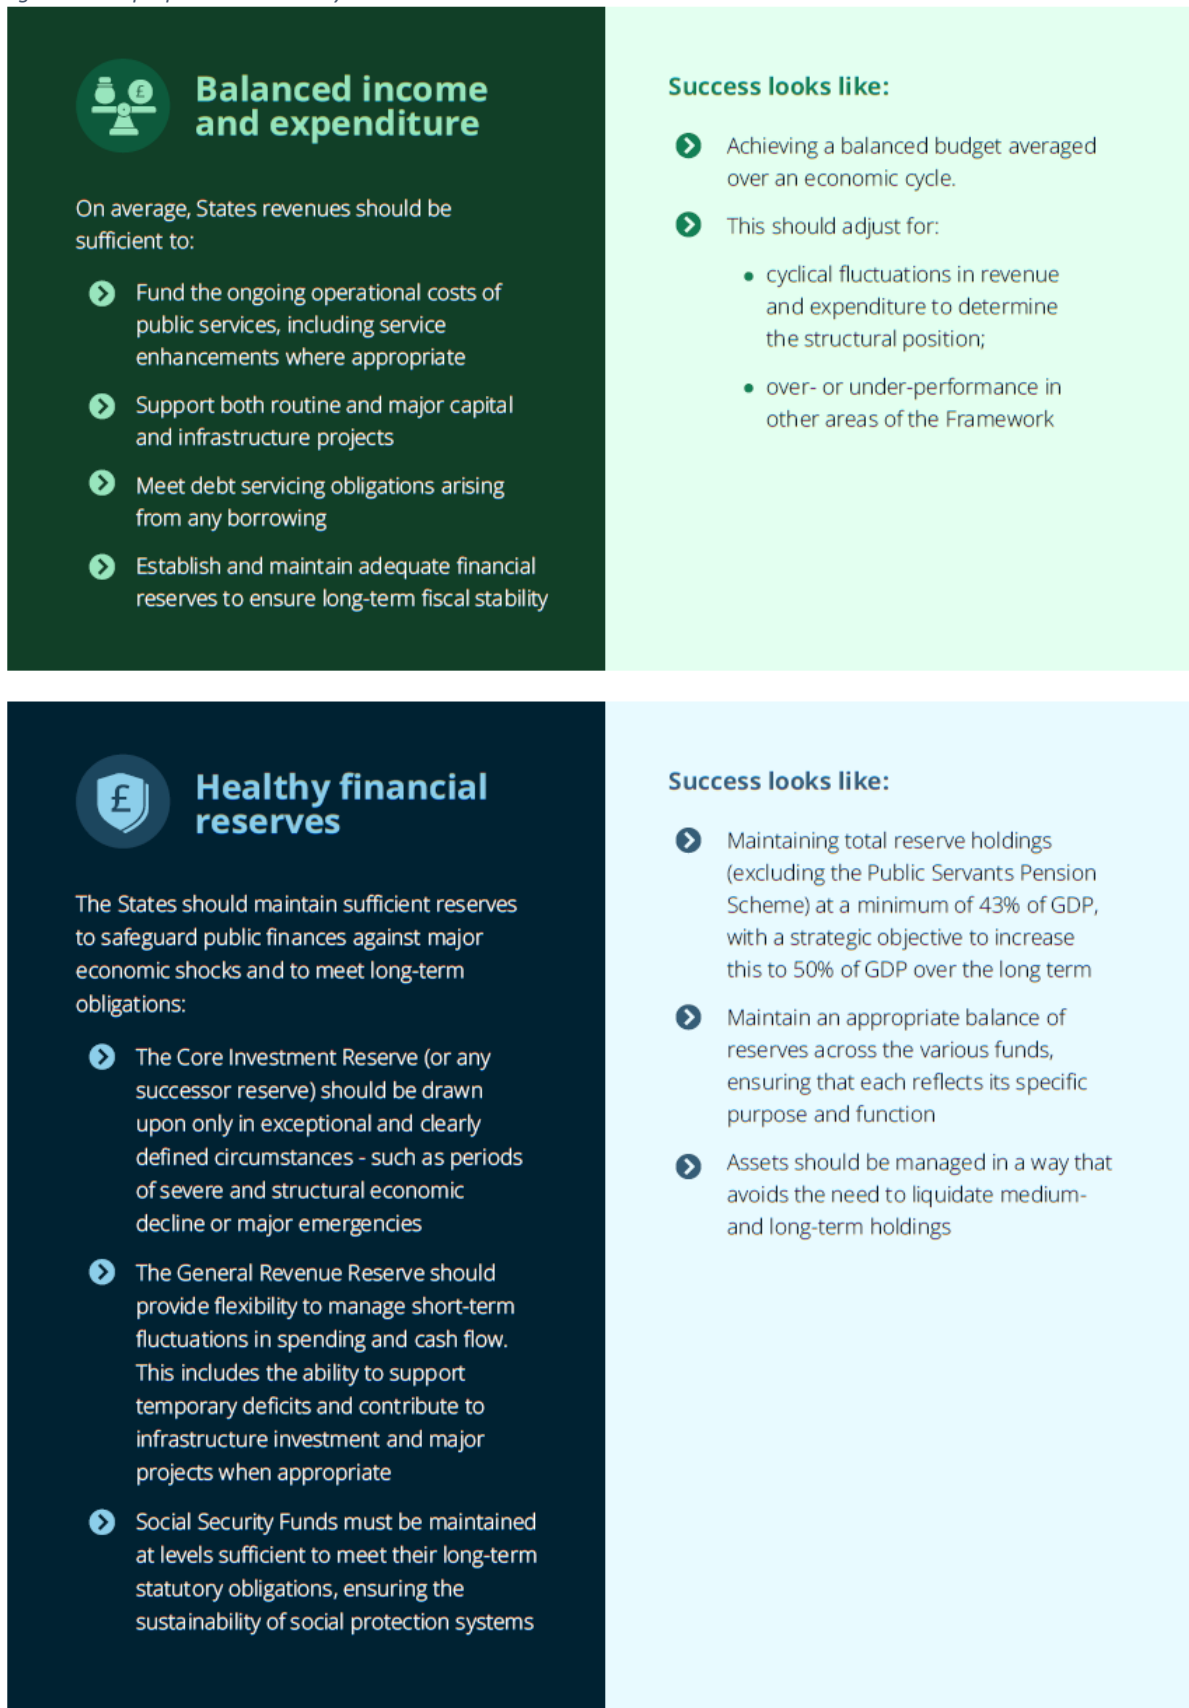 Balanced income
and expenditure
On average, States revenues should be
sufficient to:
Fund the ongoing operational costs of
public services, including service
enhancements where appropriate
Support both routine and major capital
and infrastructure projects
Meet debt servicing obligations arising
from any borrowing
Establish and maintain adequate financial
reserves to ensure long-term fiscal stability
Success looks like:
Achieving a balanced budget averaged
over an economic cycle.
This should adjust for:
• cyclical fluctuations in revenue
and expenditure to determine
the structural position;
• over- or under-performance in
other areas of the Framework
£
Healthy financial
reserves
The States should maintain sufficient reserves
to safeguard public finances against major
economic shocks and to meet long-term
obligations:
The Core Investment Reserve (or any
successor reserve) should be drawn
upon only in exceptional and clearly
defined circumstances - such as periods
of severe and structural economic
decline or major emergencies
The General Revenue Reserve should
provide flexibility to manage short-term
fluctuations in spending and cash flow.
This includes the ability to support
temporary deficits and contribute to
infrastructure investment and major
projects when appropriate
Social Security Funds must be maintained
at levels sufficient to meet their long-term
statutory obligations, ensuring the
sustainability of social protection systems
Success looks like:
Maintaining total reserve holdings
(excluding the Public Servants Pension
Scheme) at a minimum of 43% of GDP,
with a strategic objective to increase
this to 50% of GDP over the long term
Maintain an appropriate balance of
reserves across the various funds,
ensuring that each reflects its specific
purpose and function
Assets should be managed in a way that
avoids the need to liquidate medium-
and long-term holdings